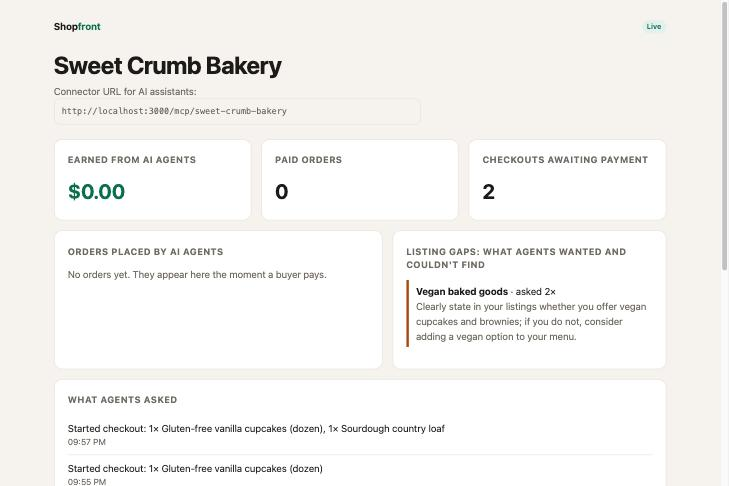 Shopfront
Live
Sweet Crumb Bakery
Connector URL for AI assistants:
http://localhost:3000/mcp/sweet-crumb-bakery
EARNED FROM AI AGENTS
$0.00
PAID ORDERS
0
CHECKOUTS AWAITING PAYMENT
2
ORDERS PLACED BY AI AGENTS
No orders yet. They appear here the moment a buyer pays.
LISTING GAPS: WHAT AGENTS WANTED AND
COULDN'T FIND
Vegan baked goods · asked 2×
Clearly state in your listings whether you offer vegan
cupcakes and brownies; if you do not, consider
adding a vegan option to your menu.
WHAT AGENTS ASKED
Started checkout: 1× Gluten-free vanilla cupcakes (dozen), 1× Sourdough country loaf
09:57 PM
Started checkout: 1× Gluten-free vanilla cupcakes (dozen)
09:55 PM